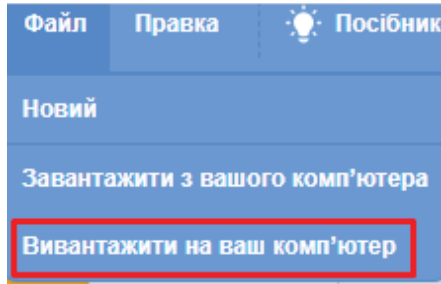 Файл Правка Посібник
Новий
Завантажити з вашого комп'ютера
Вивантажити на ваш комп'ютер